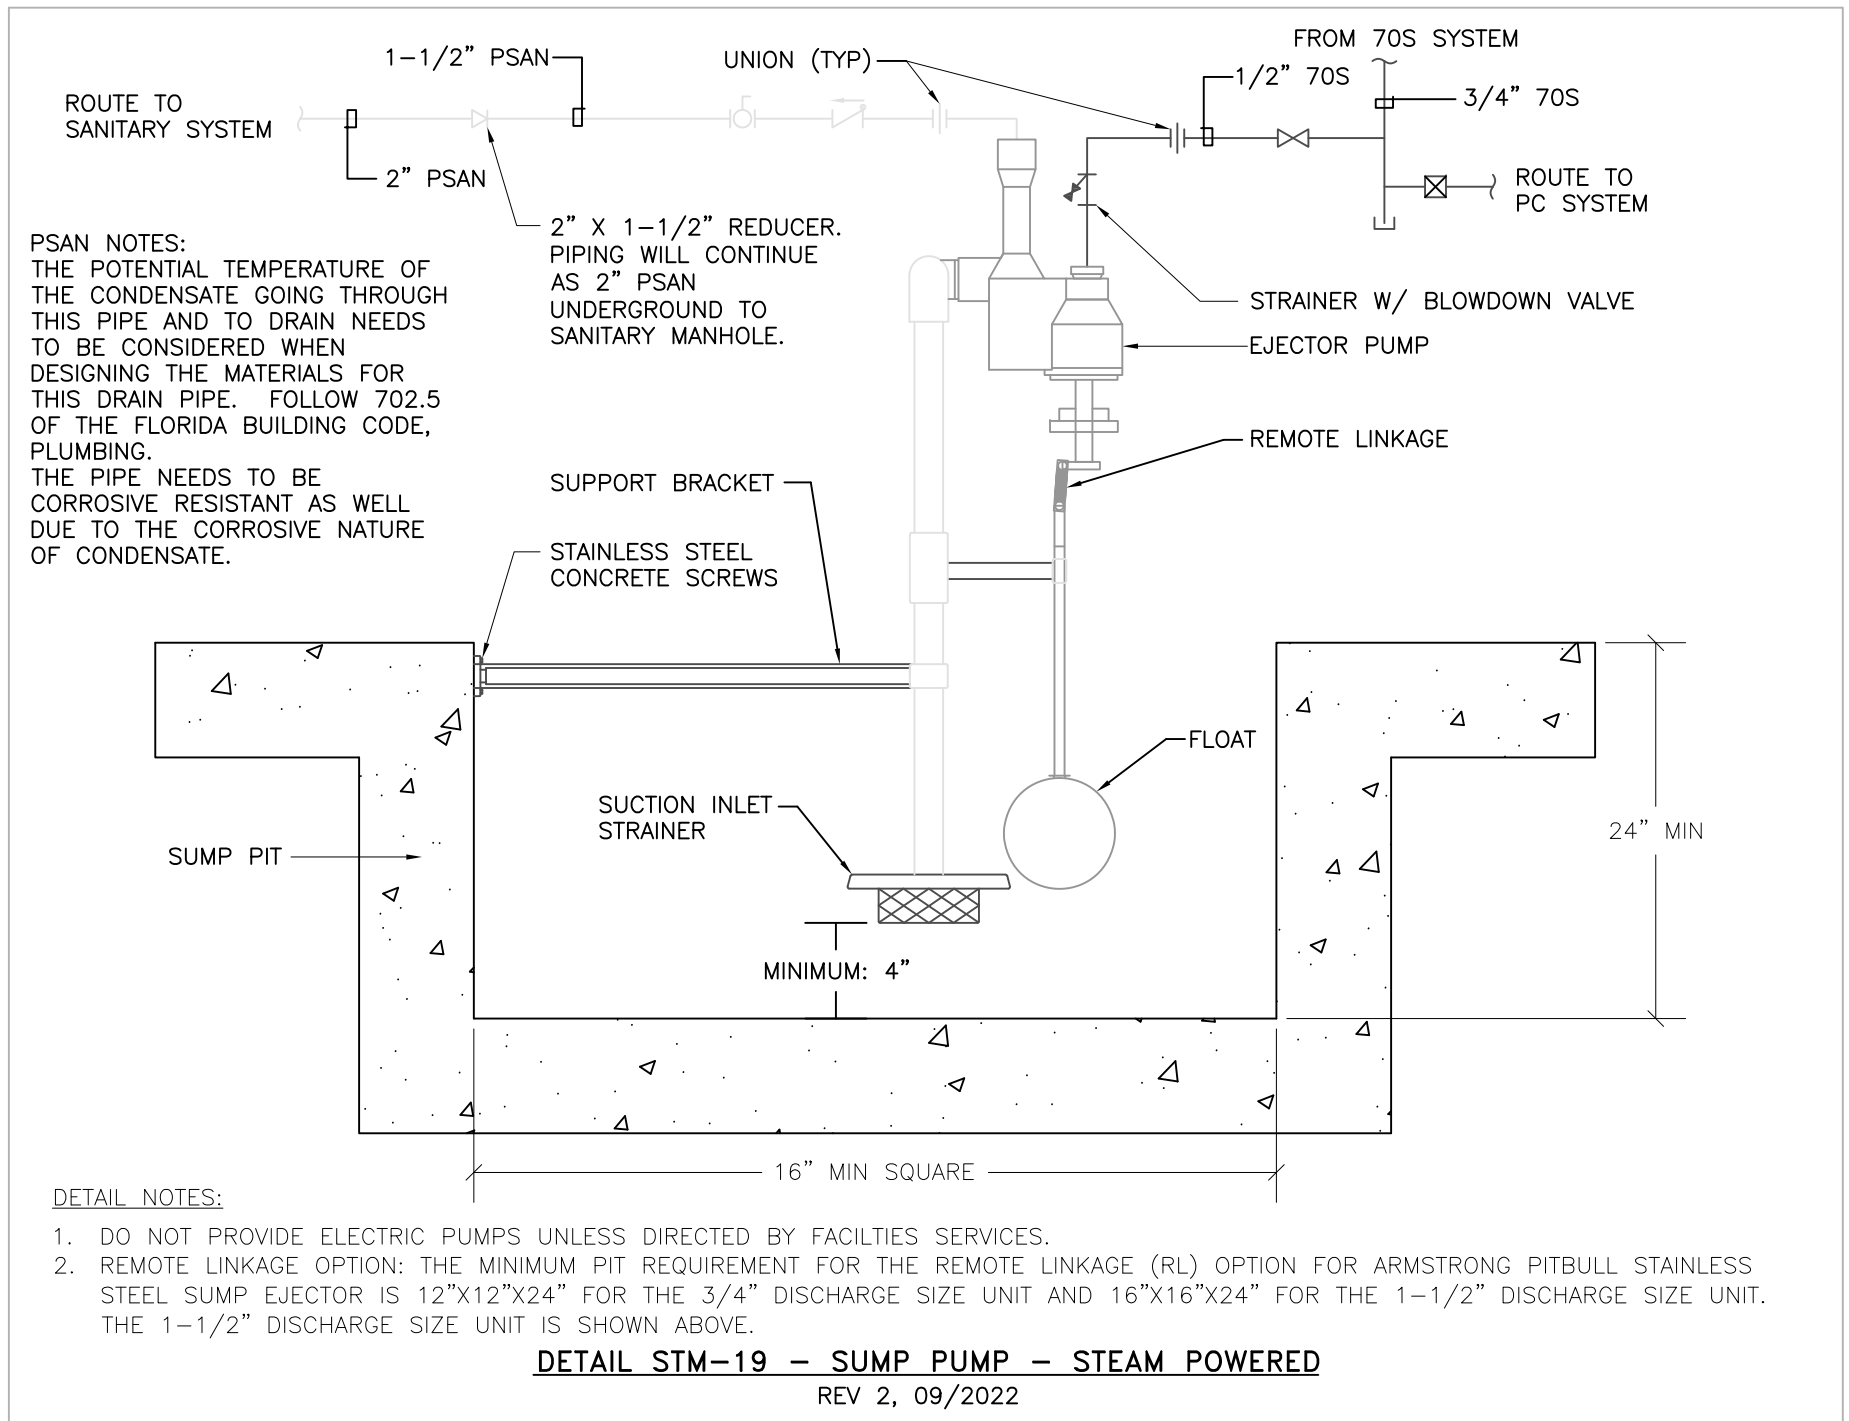 FROM 70S SYSTEM
1-1/2” PSAN
UNION (TYP)
1/2” 70S
3/4” 70S
ROUTE TO
SANITARY SYSTEM
2” PSAN
ROUTE TO
PC SYSTEM
2” X 1-1/2” REDUCER.
PIPING WILL CONTINUE
AS 2” PSAN
UNDERGROUND TO
SANITARY MANHOLE.
PSAN NOTES:
THE POTENTIAL TEMPERATURE OF
THE CONDENSATE GOING THROUGH
THIS PIPE AND TO DRAIN NEEDS
TO BE CONSIDERED WHEN
DESIGNING THE MATERIALS FOR
THIS DRAIN PIPE. FOLLOW 702.5
OF THE FLORIDA BUILDING CODE,
PLUMBING.
THE PIPE NEEDS TO BE
CORROSIVE RESISTANT AS WELL
DUE TO THE CORROSIVE NATURE
OF CONDENSATE.
STRAINER W/ BLOWDOWN VALVE
EJECTOR PUMP
REMOTE LINKAGE
SUPPORT BRACKET
STAINLESS STEEL
CONCRETE SCREWS
FLOAT
SUCTION INLET
STRAINER
24” MIN
SUMP PIT
MINIMUM: 4”
16” MIN SQUARE
DETAIL NOTES:
1. DO NOT PROVIDE ELECTRIC PUMPS UNLESS DIRECTED BY FACILTIES SERVICES.
2. REMOTE LINKAGE OPTION: THE MINIMUM PIT REQUIREMENT FOR THE REMOTE LINKAGE (RL) OPTION FOR ARMSTRONG PITBULL STAINLESS
STEEL SUMP EJECTOR IS 12”X12”X24” FOR THE 3/4” DISCHARGE SIZE UNIT AND 16”X16”X24” FOR THE 1-1/2” DISCHARGE SIZE UNIT.
THE 1-1/2” DISCHARGE SIZE UNIT IS SHOWN ABOVE.
DETAIL STM-19 - SUMP PUMP - STEAM POWERED
REV 2, 09/2022